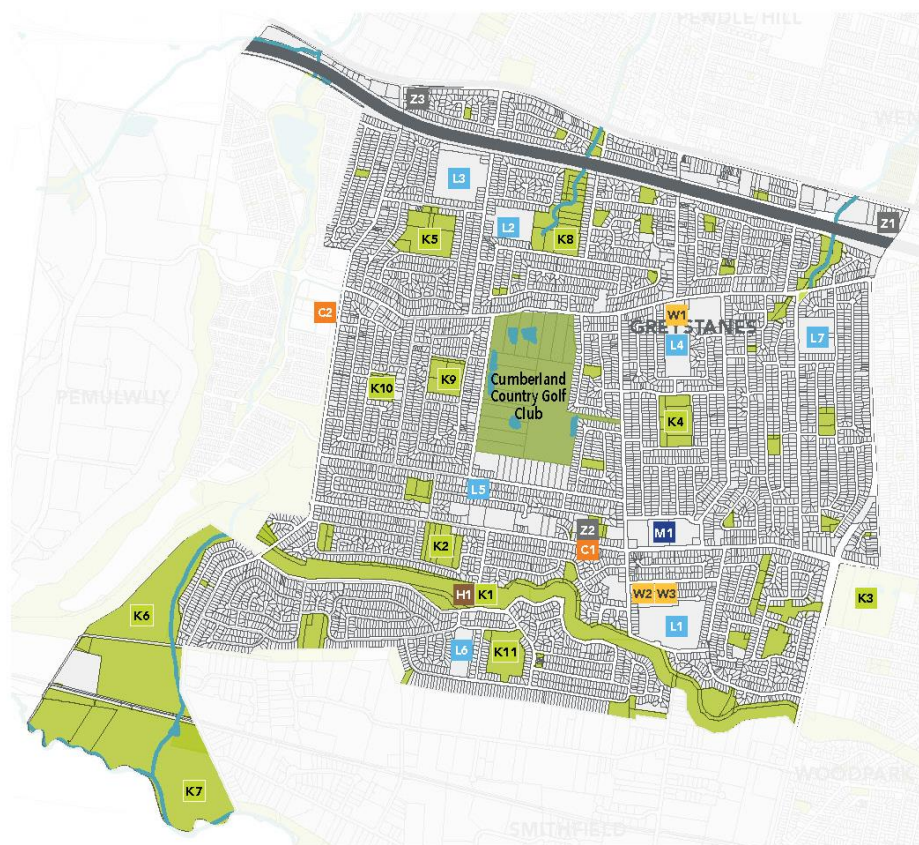 PENDLE HILL
Z3
WEN
L3
Z1
K5
L2
K8
C2
W1
GREYSTANES
L4
L7
PEMULWUY
K10
K9
Cumberland
Country Golf
Club
K4
L5
Z2
M1
C1
K2
H1
K1
W2
W3
K3
K6
L1
L6
K11
WOODPARK
K7
SMITHFIELD